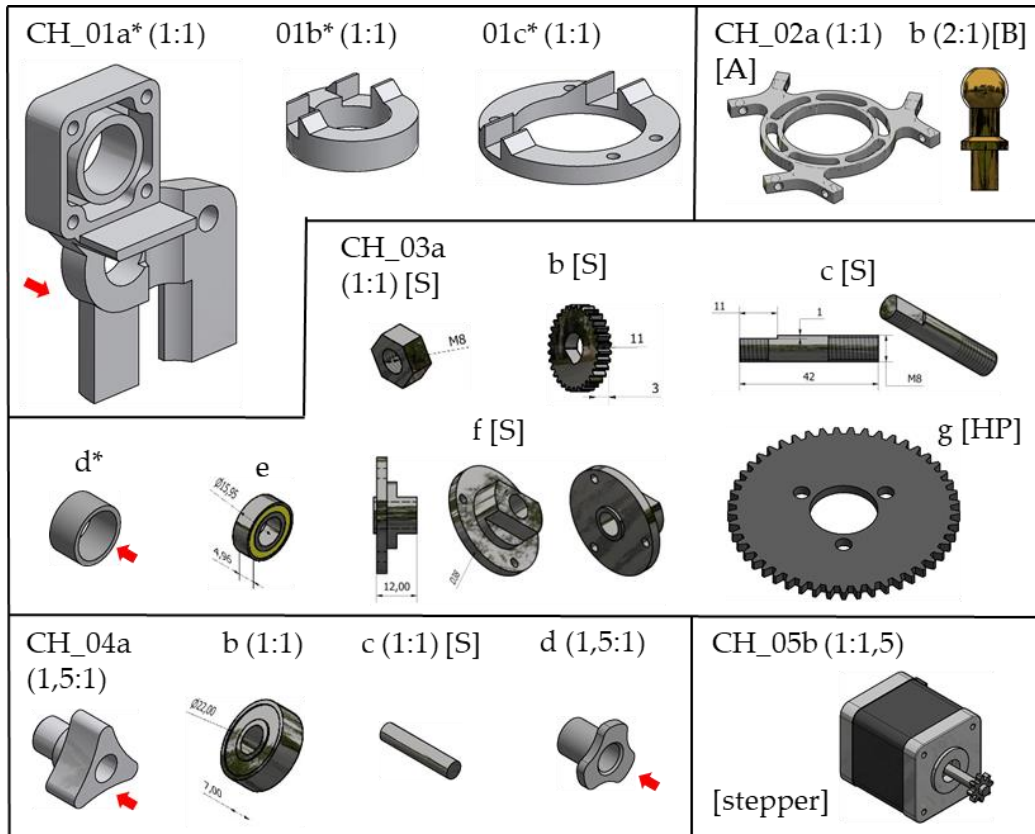 CH_01a* (1:1)
01b* (1:1)
01c* (1:1)
CH_02a (1:1)
[A]
b (2:1)[B]
CH_03a
(1:1) [S]
M8
b [S]
11
3
c [S]
11
1
42
M8
d*
e
Ø15,95
4,96
f [S]
12,00
g [HP]
CH_04a
(1,5:1)
b (1:1)
Ø22,00
7,00
c (1:1) [S]
d (1,5:1)
CH_05b (1:1,5)
[stepper]